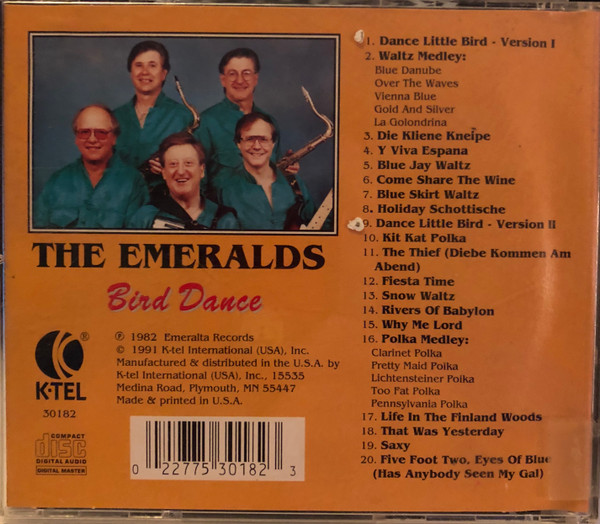 1. Dance Little Bird - Version I
2. Waltz Medley:
Blue Danube
Over The Waves
Vienna Blue
Gold And Silver
La Golondrina
3. Die Kliene Kneipe
4. Y Viva Espana
5. Blue Jay Waltz
6. Come Share The Wine
7. Blue Skirt Waltz
8. Holiday Schottische
9. Dance Little Bird - Version II
10. Kit Kat Polka
11. The Thief (Diebe Kommen Am
Abend)
12. Fiesta Time
13. Snow Waltz
14. Rivers Of Babylon
15. Why Me Lord
16. Polka Medley:
Clarinet Polka
Pretty Maid Polka
Lichtensteiner Polka
Too Fat Polka
Pennsylvania Polka
17. Life In The Finland Woods
18. That Was Yesterday
19. Saxy
20. Five Foot Two, Eyes Of Blue
(Has Anybody Seen My Gal)
THE EMERALDS
Bird Dance
K-TEL®
30182
℗ 1982 Emeralta Records
© 1991 K-tel International (USA), Inc.
Manufactured & distributed in the U.S.A. by
K-tel International (USA), Inc., 15535
Medina Road, Plymouth, MN 55447
Made & printed in U.S.A.
COMPACT
disc
DIGITAL AUDIO
DIGITAL MASTER
0 22775 30182 3